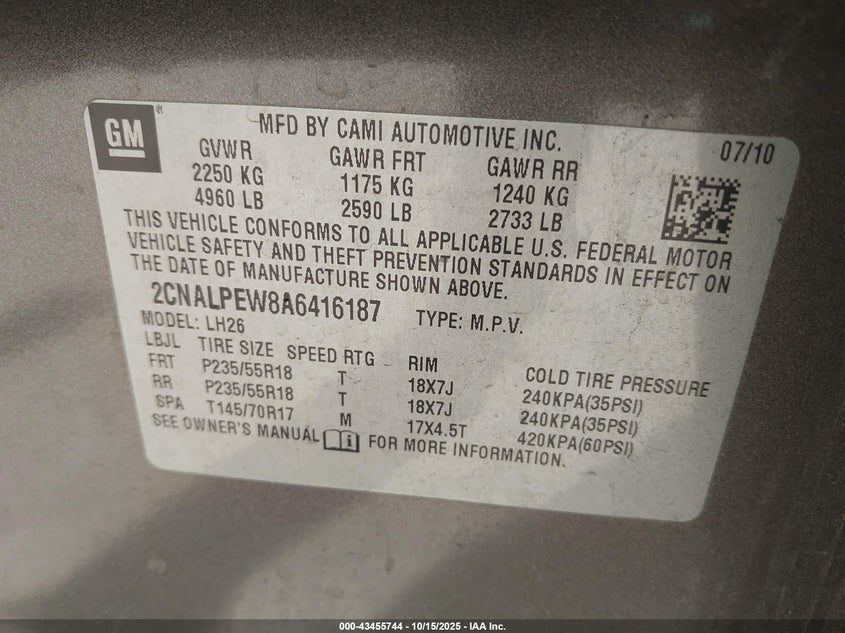 GM®
MFD BY CAMI AUTOMOTIVE INC. 07/10
GVWR GAWR FRT GAWR RR
2250 KG 1175 KG 1240 KG
4960 LB 2590 LB 2733 LB
THIS VEHICLE CONFORMS TO ALL APPLICABLE U.S. FEDERAL MOTOR
VEHICLE SAFETY AND THEFT PREVENTION STANDARDS IN EFFECT ON
THE DATE OF MANUFACTURE SHOWN ABOVE.
2CNALPEW8A6416187 TYPE: M.P.V.
MODEL: LH26
LBJL TIRE SIZE SPEED RTG RIM COLD TIRE PRESSURE
FRT P235/55R18 T 18X7J 240KPA(35PSI)
RR P235/55R18 T 18X7J 240KPA(35PSI)
SPA T145/70R17 M 17X4.5T 420KPA(60PSI)
SEE OWNER'S MANUAL FOR MORE INFORMATION.
000-43455744 - 10/15/2025 - IAA Inc.